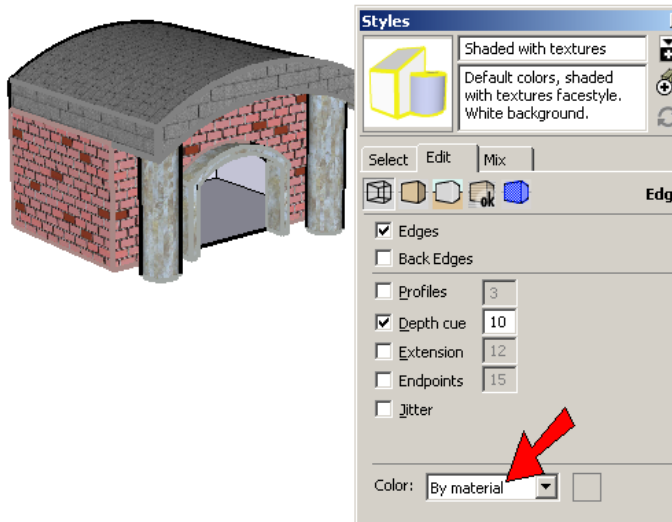 Styles
Shaded with textures
Default colors, shaded
with textures facestyle.
White background.
Select Edit Mix
ok
Edg
Edges
Back Edges
Profiles 3
Depth cue 10
Extension 12
Endpoints 15
Jitter
Color: By material